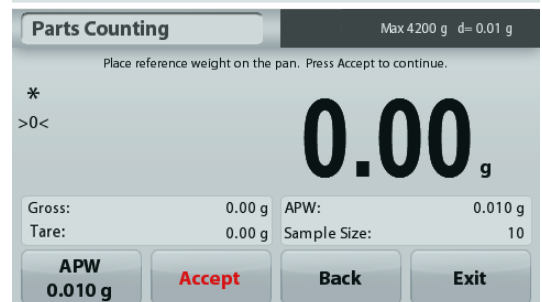 Parts Counting
Max 4200 g d= 0.01 g
Place reference weight on the pan. Press Accept to continue.
*
>0<
0.00 g
Gross: 0.00 g APW: 0.010 g
Tare: 0.00 g Sample Size: 10
APW
0.010 g
Accept
Back
Exit